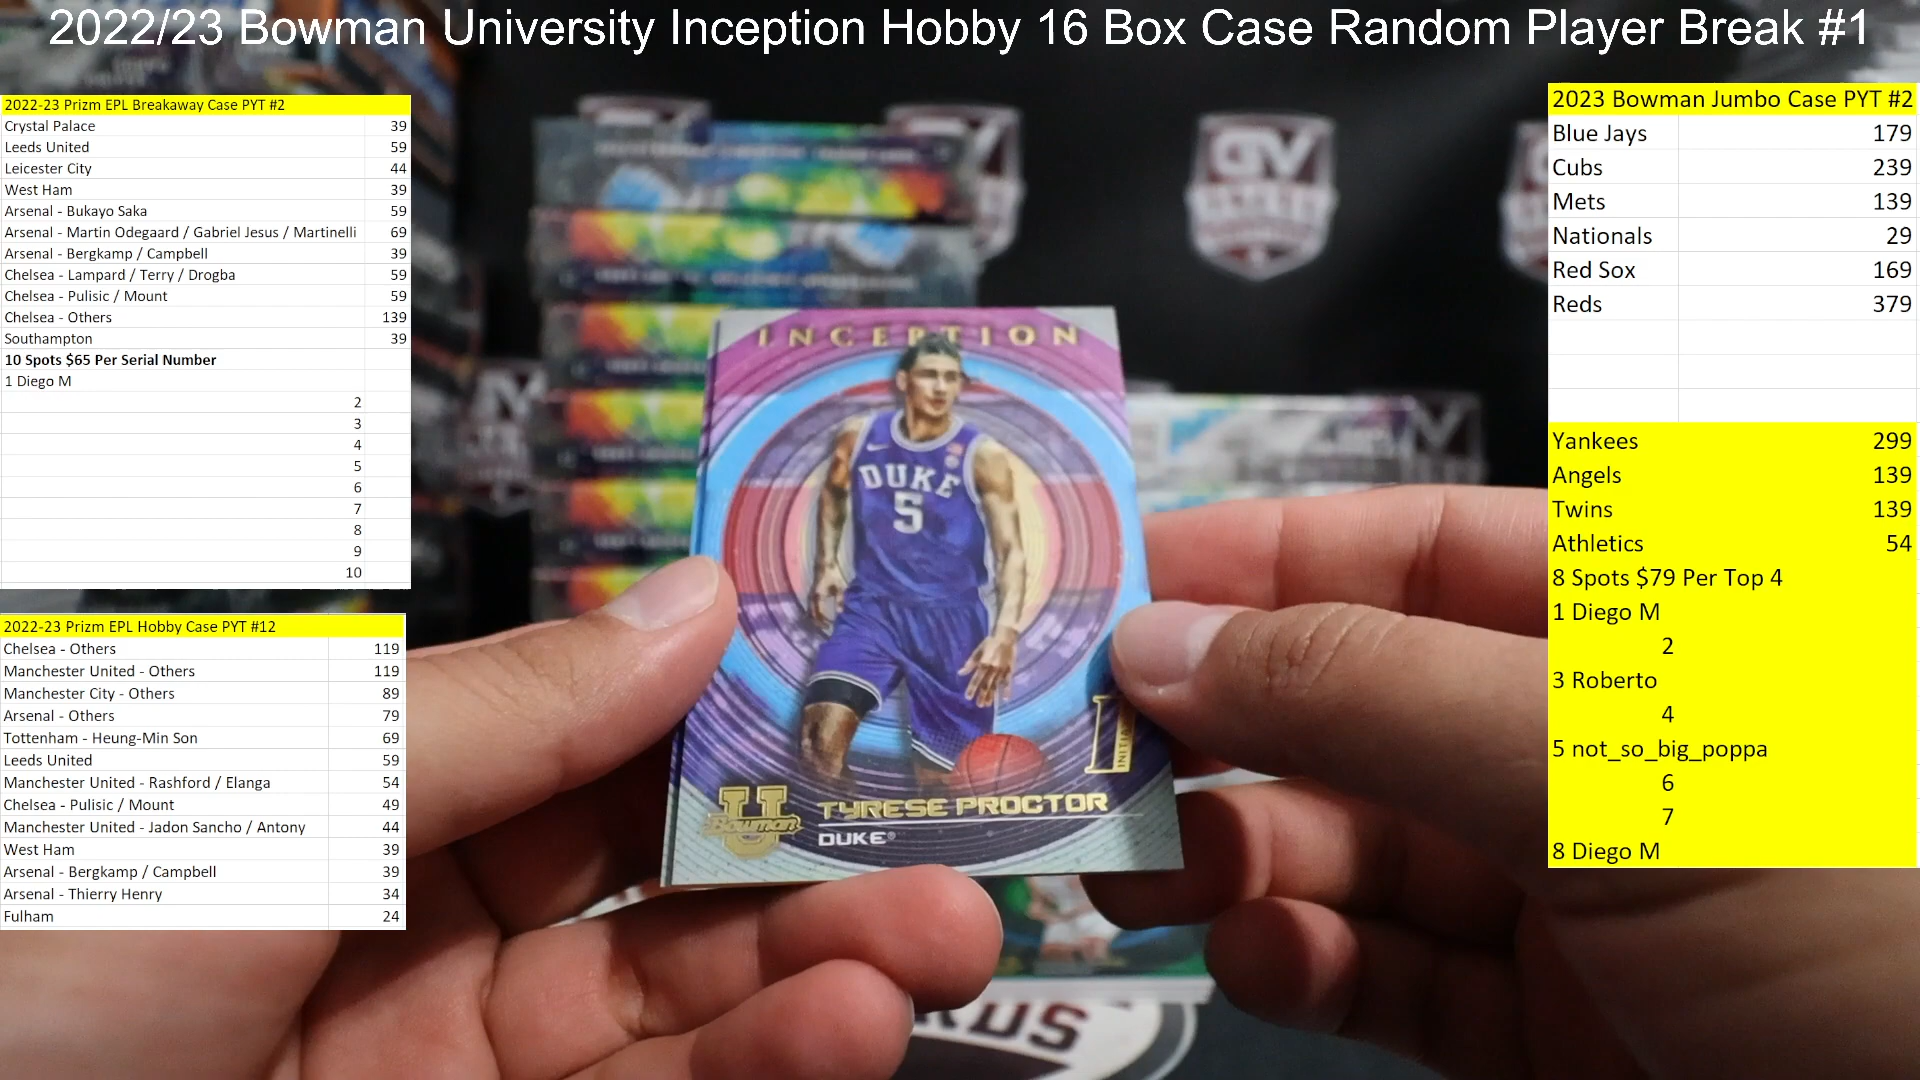 2022/23 Bowman University Inception Hobby 16 Box Case Random Player Break #1
2022-23 Prizm EPL Breakaway Case PYT #2
Crystal Palace 39
Leeds United 59
Leicester City 44
West Ham 39
Arsenal - Bukayo Saka 59
Arsenal - Martin Odegaard / Gabriel Jesus / Martinelli 69
Arsenal - Bergkamp / Campbell 39
Chelsea - Lampard / Terry / Drogba 59
Chelsea - Pulisic / Mount 59
Chelsea - Others 139
Southampton 39
10 Spots $65 Per Serial Number
1 Diego M
2
3
4
5
6
7
8
9
10
2022-23 Prizm EPL Hobby Case PYT #12
Chelsea - Others 119
Manchester United - Others 119
Manchester City - Others 89
Arsenal - Others 79
Tottenham - Heung-Min Son 69
Leeds United 59
Manchester United - Rashford / Elanga 54
Chelsea - Pulisic / Mount 49
Manchester United - Jadon Sancho / Antony 44
West Ham 39
Arsenal - Bergkamp / Campbell 39
Arsenal - Thierry Henry 34
Fulham 24
INCEPTION
DUKE
5
U
Bowman
TYRESE PROCTOR
DUKE®
GV
2023 Bowman Jumbo Case PYT #2
Blue Jays 179
Cubs 239
Mets 139
Nationals 29
Red Sox 169
Reds 379
Yankees 299
Angels 139
Twins 139
Athletics 54
8 Spots $79 Per Top 4
1 Diego M
2
3 Roberto
4
5 not_so_big_poppa
6
7
8 Diego M